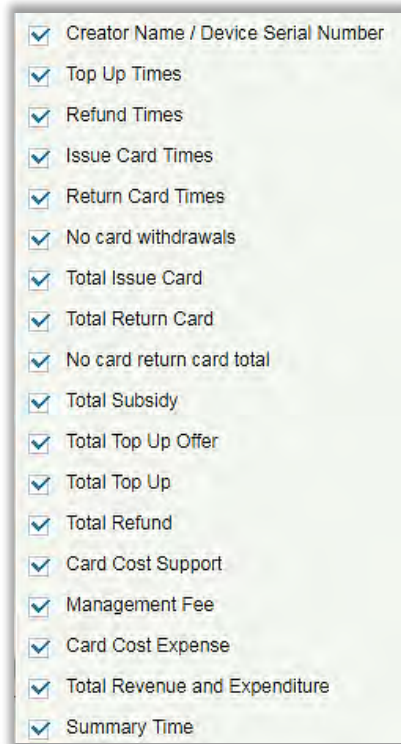 Creator Name / Device Serial Number
Top Up Times
Refund Times
Issue Card Times
Return Card Times
No card withdrawals
Total Issue Card
Total Return Card
No card return card total
Total Subsidy
Total Top Up Offer
Total Top Up
Total Refund
Card Cost Support
Management Fee
Card Cost Expense
Total Revenue and Expenditure
Summary Time